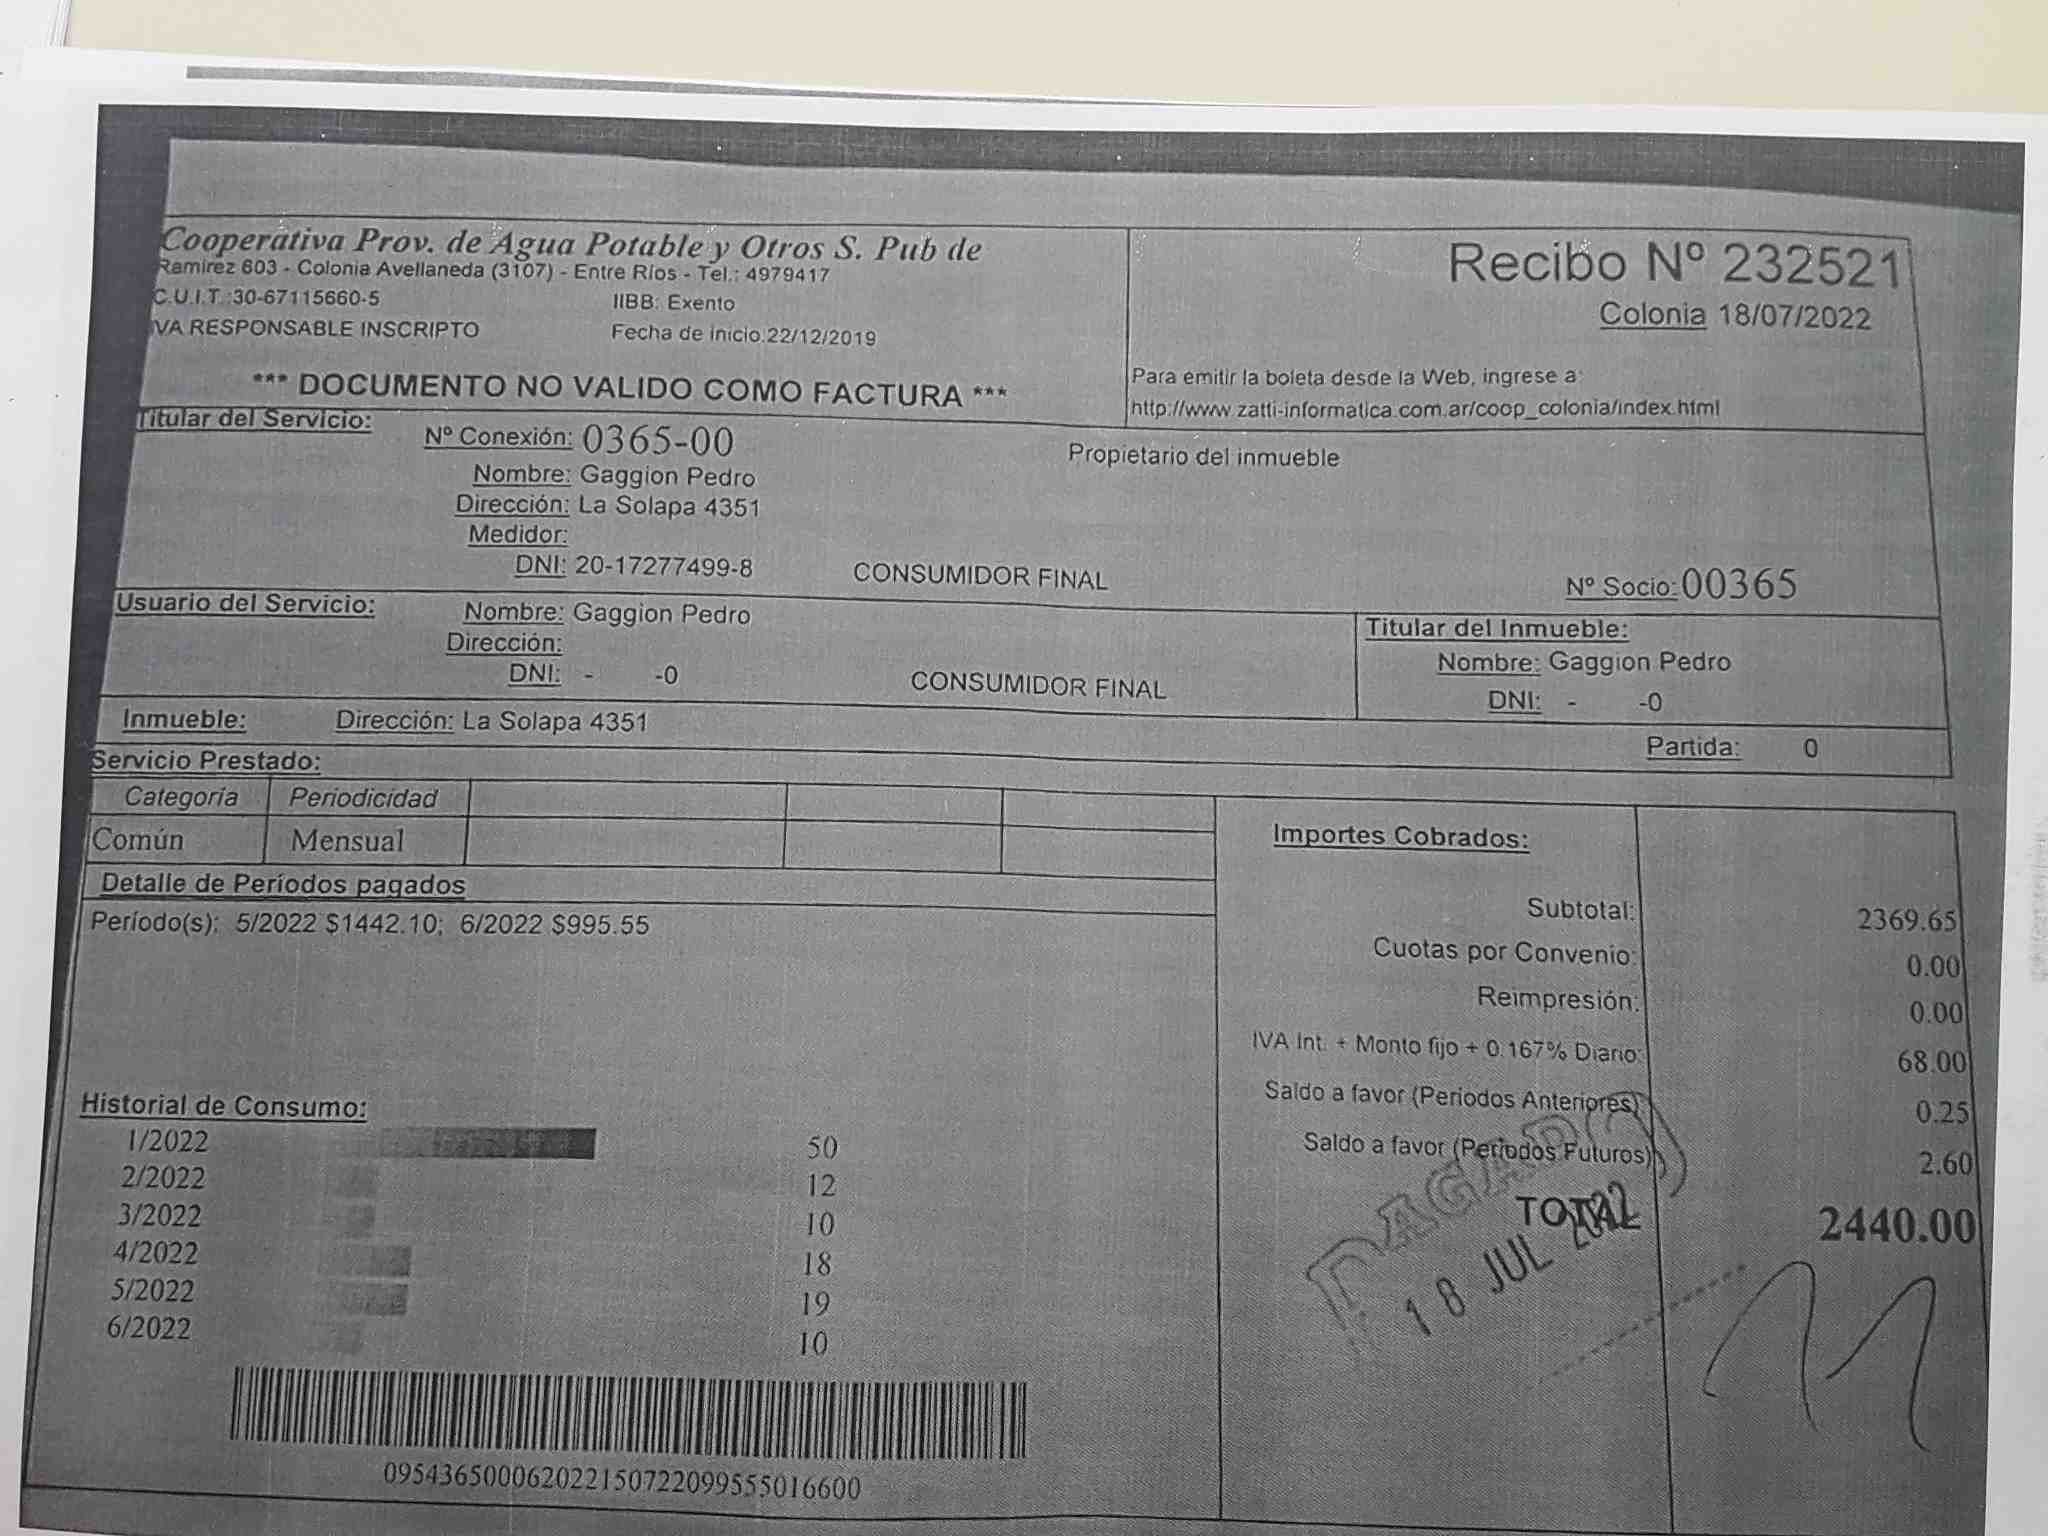 Cooperativa Prov. de Agua Potable y Otros S. Pub de
Ramirez 603 - Colonia Avellaneda (3107) - Entre Ríos - Tel.: 4979417
C.U.I.T.:30-67115660-5 IIBB: Exento
IVA RESPONSABLE INSCRIPTO Fecha de inicio.22/12/2019
*** DOCUMENTO NO VALIDO COMO FACTURA ***
Recibo Nº 232521
Colonia 18/07/2022
Para emitir la boleta desde la Web, ingrese a:
http://www.zatti-informatica.com.ar/coop_colonia/index.html
Titular del Servicio:
Nº Conexión: 0365-00 Propietario del inmueble
Nombre: Gaggion Pedro
Dirección: La Solapa 4351
Medidor:
DNI: 20-17277499-8 CONSUMIDOR FINAL Nº Socio: 00365
Usuario del Servicio: Nombre: Gaggion Pedro
Dirección:
DNI: - -0 CONSUMIDOR FINAL
Titular del Inmueble:
Nombre: Gaggion Pedro
DNI: - -0
Inmueble: Dirección: La Solapa 4351
Partida: 0
Servicio Prestado:
Categoría Periodicidad
Común Mensual
Detalle de Períodos pagados
Período(s): 5/2022 $1442.10; 6/2022 $995.55
Importes Cobrados:
Subtotal: 2369.65
Cuotas por Convenio: 0.00
Reimpresión: 0.00
IVA Int. + Monto fijo + 0.167% Diario: 68.00
Saldo a favor (Periodos Anteriores) 0.25
Saldo a favor (Periodos Futuros) 2.60
TOTAL 2440.00
PAGADO
18 JUL 2022
Historial de Consumo:
1/2022 50
2/2022 12
3/2022 10
4/2022 18
5/2022 19
6/2022 10
095436500062022150722099555016600